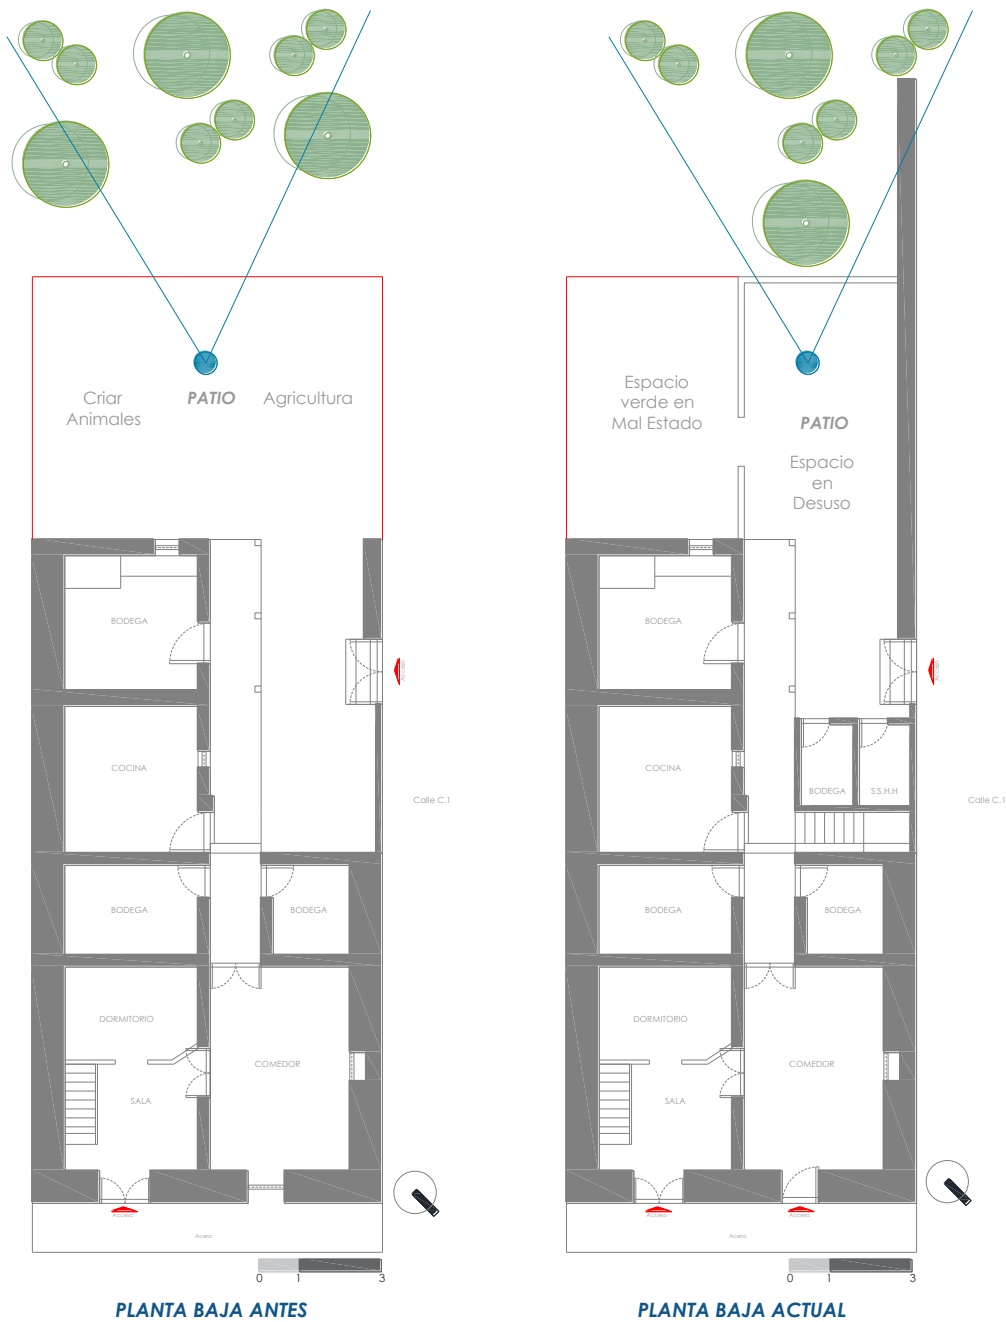 Criar
Animales
PATIO
Agricultura
BODEGA
ACCESO
COCINA
Calle C.1
BODEGA
BODEGA
DORMITORIO
COMEDOR
SALA
ACCESO
Acera
0 1 3
PLANTA BAJA ANTES
Espacio
verde en
Mal Estado
PATIO
Espacio
en
Desuso
BODEGA
ACCESO
COCINA
BODEGA
S.S.H.H
Calle C.1
BODEGA
BODEGA
DORMITORIO
COMEDOR
SALA
ACCESO
ACCESO
Acera
0 1 3
PLANTA BAJA ACTUAL